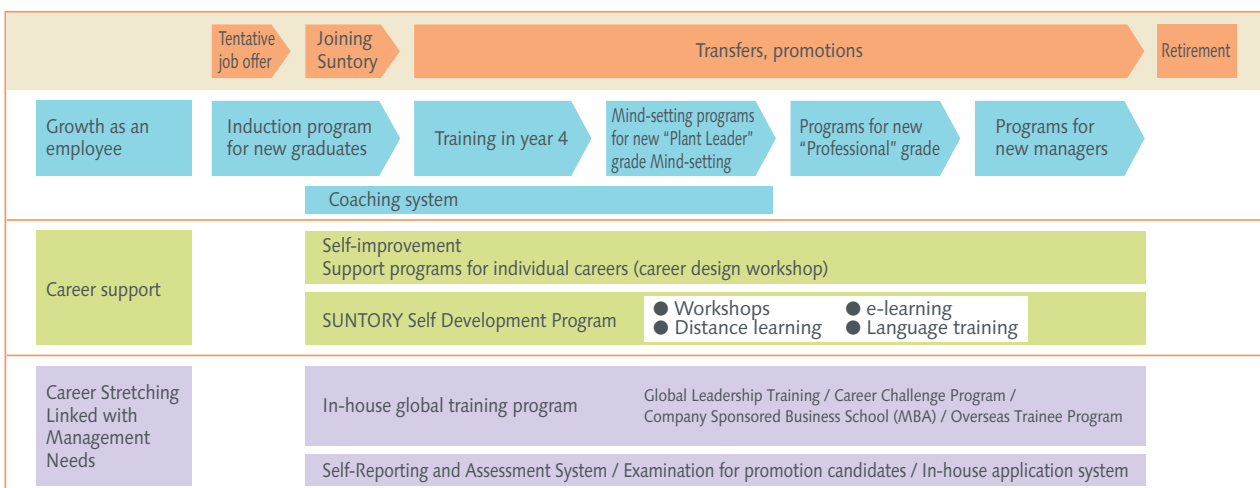 Tentative
job offer
Joining
Suntory
Transfers, promotions
Retirement
Growth as an
employee
Induction program
for new graduates
Training in year 4
Mind-setting programs
for new “Plant Leader”
grade Mind-setting
Programs for new
“Professional” grade
Programs for
new managers
Coaching system
Career support
Self-improvement
Support programs for individual careers (career design workshop)
SUNTORY Self Development Program
● Workshops
● Distance learning
● e-learning
● Language training
Career Stretching
Linked with
Management
Needs
In-house global training program
Global Leadership Training / Career Challenge Program /
Company Sponsored Business School (MBA) / Overseas Trainee Program
Self-Reporting and Assessment System / Examination for promotion candidates / In-house application system